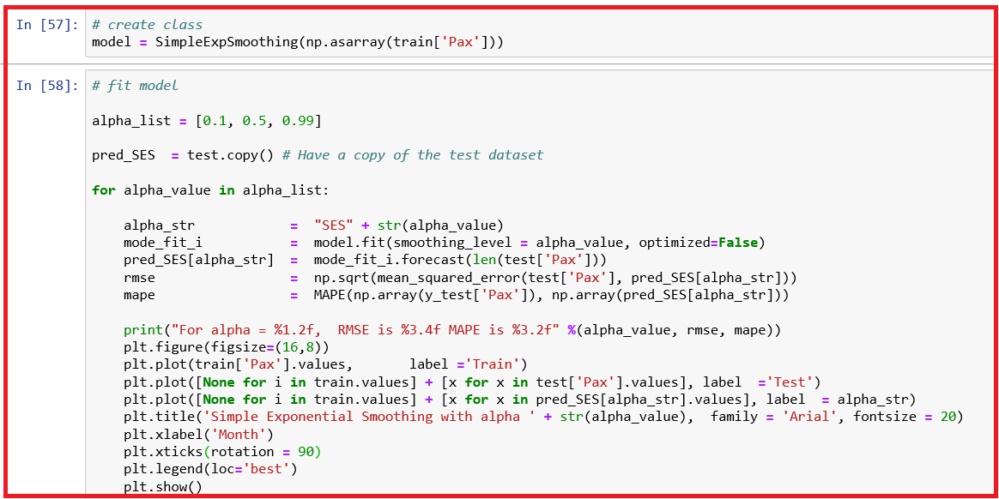 In [57]: # create class
model = SimpleExpSmoothing(np.asarray(train['Pax']))
In [58]: # fit model
alpha_list = [0.1, 0.5, 0.99]
pred_SES  = test.copy() # Have a copy of the test dataset
for alpha_value in alpha_list:
    alpha_str            =  "SES" + str(alpha_value)
    mode_fit_i           =  model.fit(smoothing_level = alpha_value, optimized=False)
    pred_SES[alpha_str]  =  mode_fit_i.forecast(len(test['Pax']))
    rmse                 =  np.sqrt(mean_squared_error(test['Pax'], pred_SES[alpha_str]))
    mape                 =  MAPE(np.array(y_test['Pax']), np.array(pred_SES[alpha_str]))
    print("For alpha = %1.2f,  RMSE is %3.4f MAPE is %3.2f" %(alpha_value, rmse, mape))
    plt.figure(figsize=(16,8))
    plt.plot(train['Pax'].values,       label ='Train')
    plt.plot([None for i in train.values] + [x for x in test['Pax'].values], label  ='Test')
    plt.plot([None for i in train.values] + [x for x in pred_SES[alpha_str].values], label  = alpha_str)
    plt.title('Simple Exponential Smoothing with alpha ' + str(alpha_value),  family = 'Arial', fontsize = 20)
    plt.xlabel('Month')
    plt.xticks(rotation = 90)
    plt.legend(loc='best')
    plt.show()